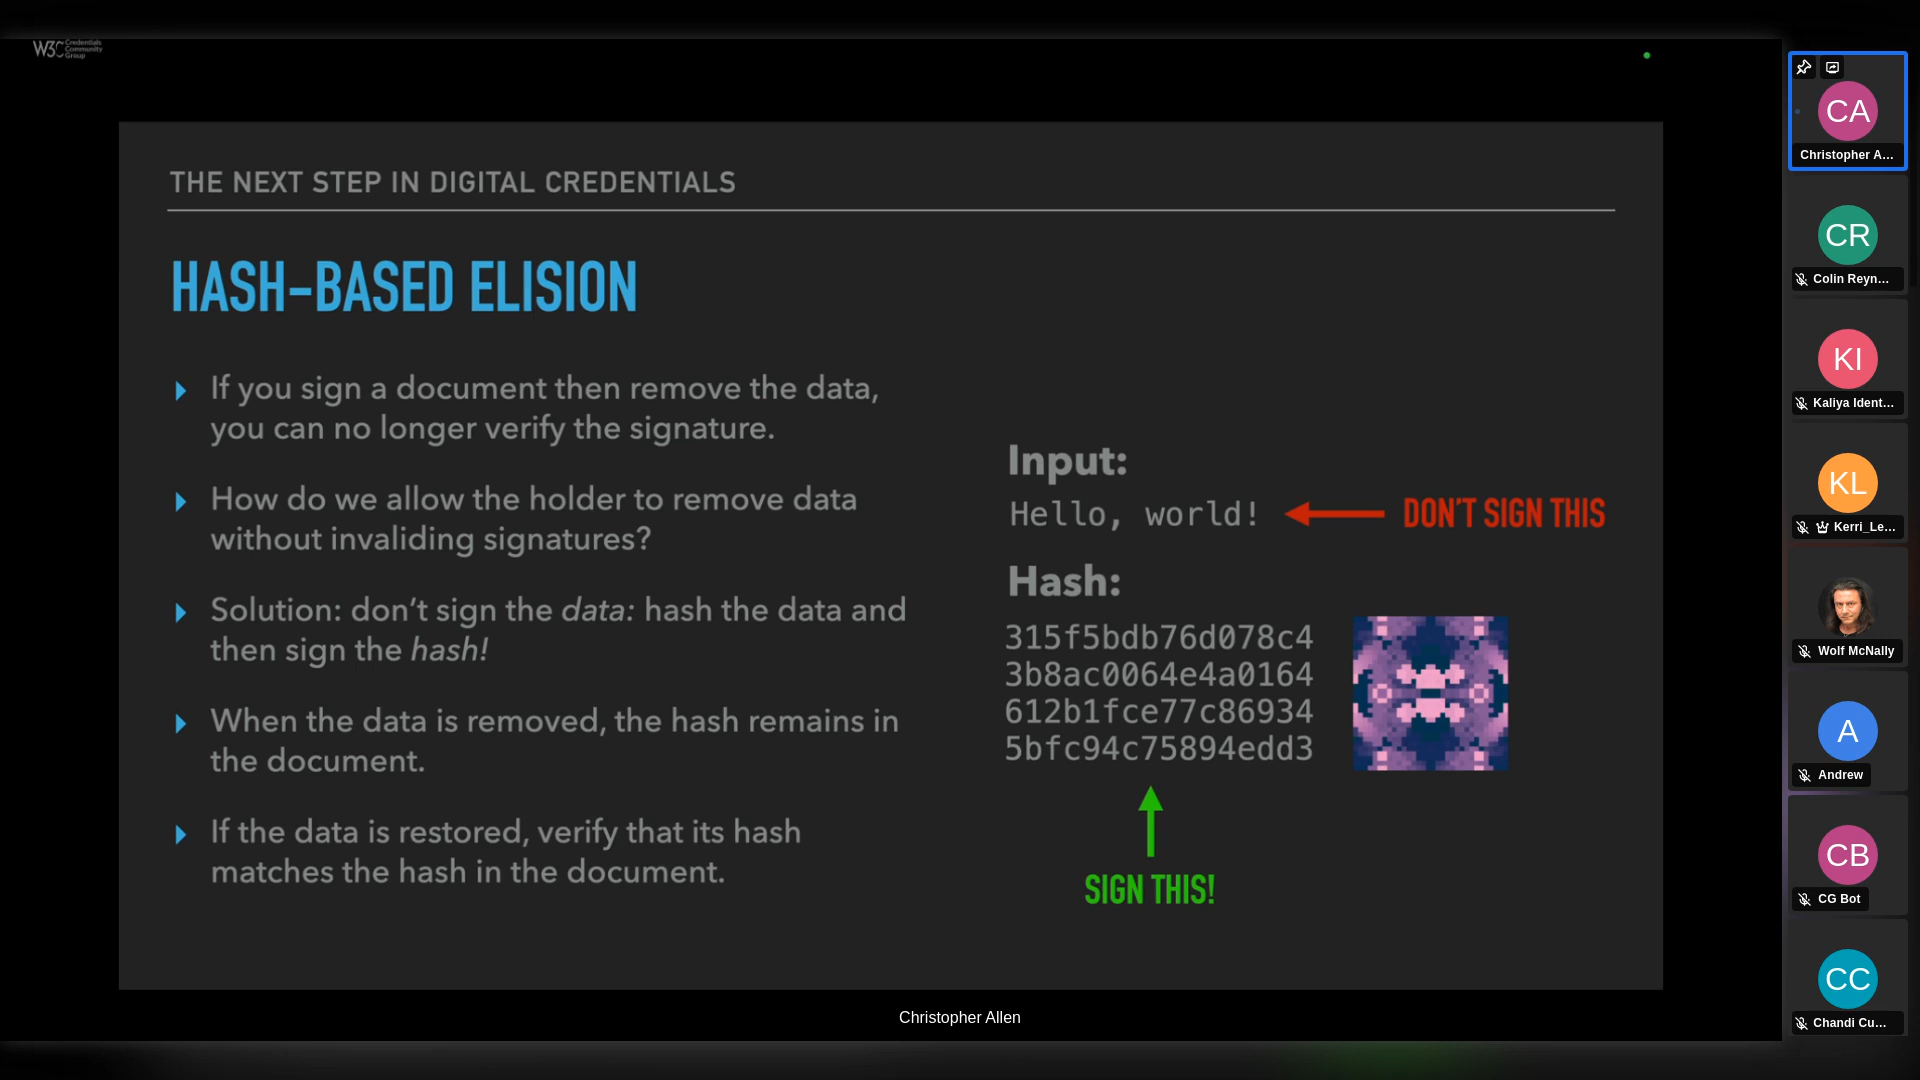 W3C Credentials
Community
Group
THE NEXT STEP IN DIGITAL CREDENTIALS
HASH-BASED ELISION
If you sign a document then remove the data,
you can no longer verify the signature.
How do we allow the holder to remove data
without invaliding signatures?
Solution: don't sign the data: hash the data and
then sign the hash!
When the data is removed, the hash remains in
the document.
If the data is restored, verify that its hash
matches the hash in the document.
Input:
Hello, world!
DON'T SIGN THIS
Hash:
315f5bdb76d078c4
3b8ac0064e4a0164
612b1fce77c86934
5bfc94c75894edd3
SIGN THIS!
Christopher Allen
CA
Christopher A...
CR
Colin Reyn...
KI
Kaliya Ident...
KL
Kerri_Le...
Wolf McNally
A
Andrew
CB
CG Bot
CC
Chandi Cu...